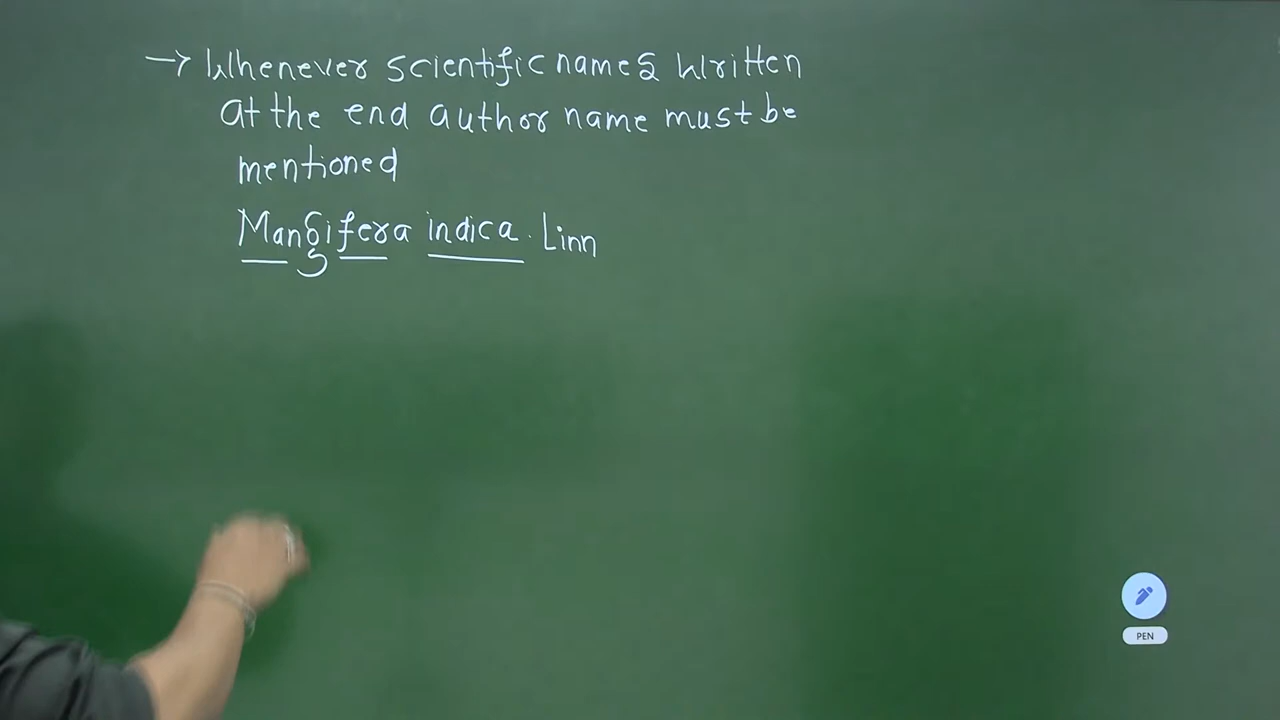 → Whenever scientific names written
at the end author name must be
mentioned
Mangifera indica. Linn
PEN